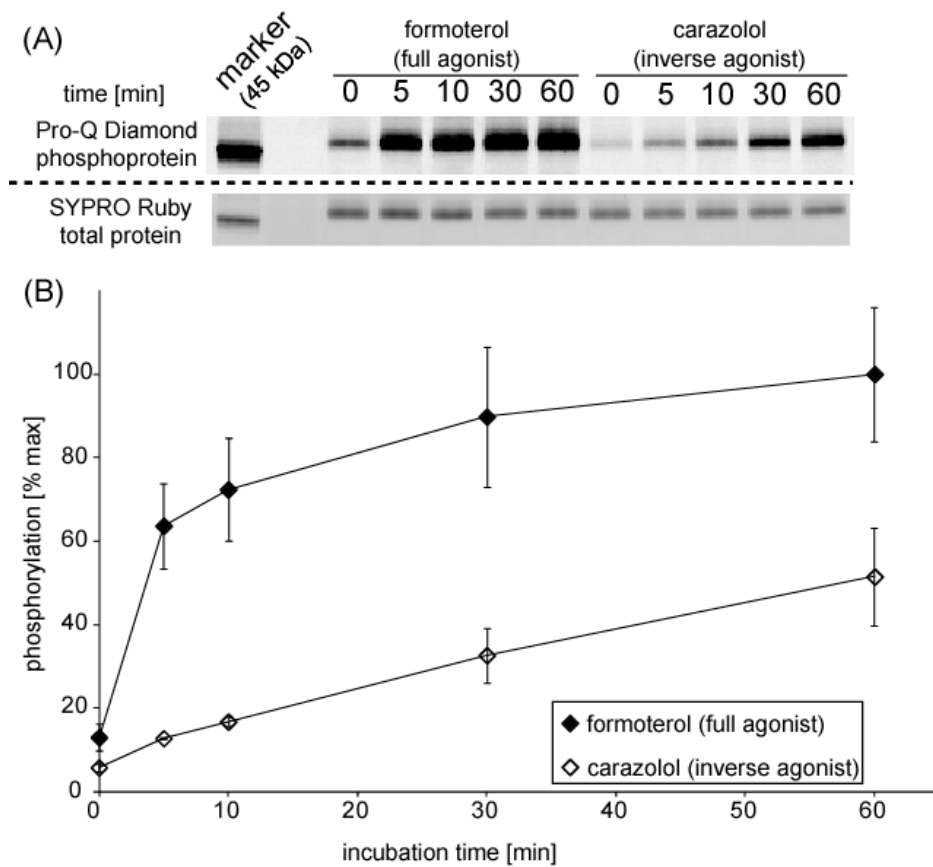 (A)
marker
(45 kDa)
formoterol
(full agonist)
carazolol
(inverse agonist)
time [min]
0 5 10 30 60 0 5 10 30 60
Pro-Q Diamond
phosphoprotein
SYPRO Ruby
total protein
(B)
phosphorylation [% max]
100
80
60
40
20
0
0 10 20 30 40 50 60
incubation time [min]
formoterol (full agonist)
carazolol (inverse agonist)